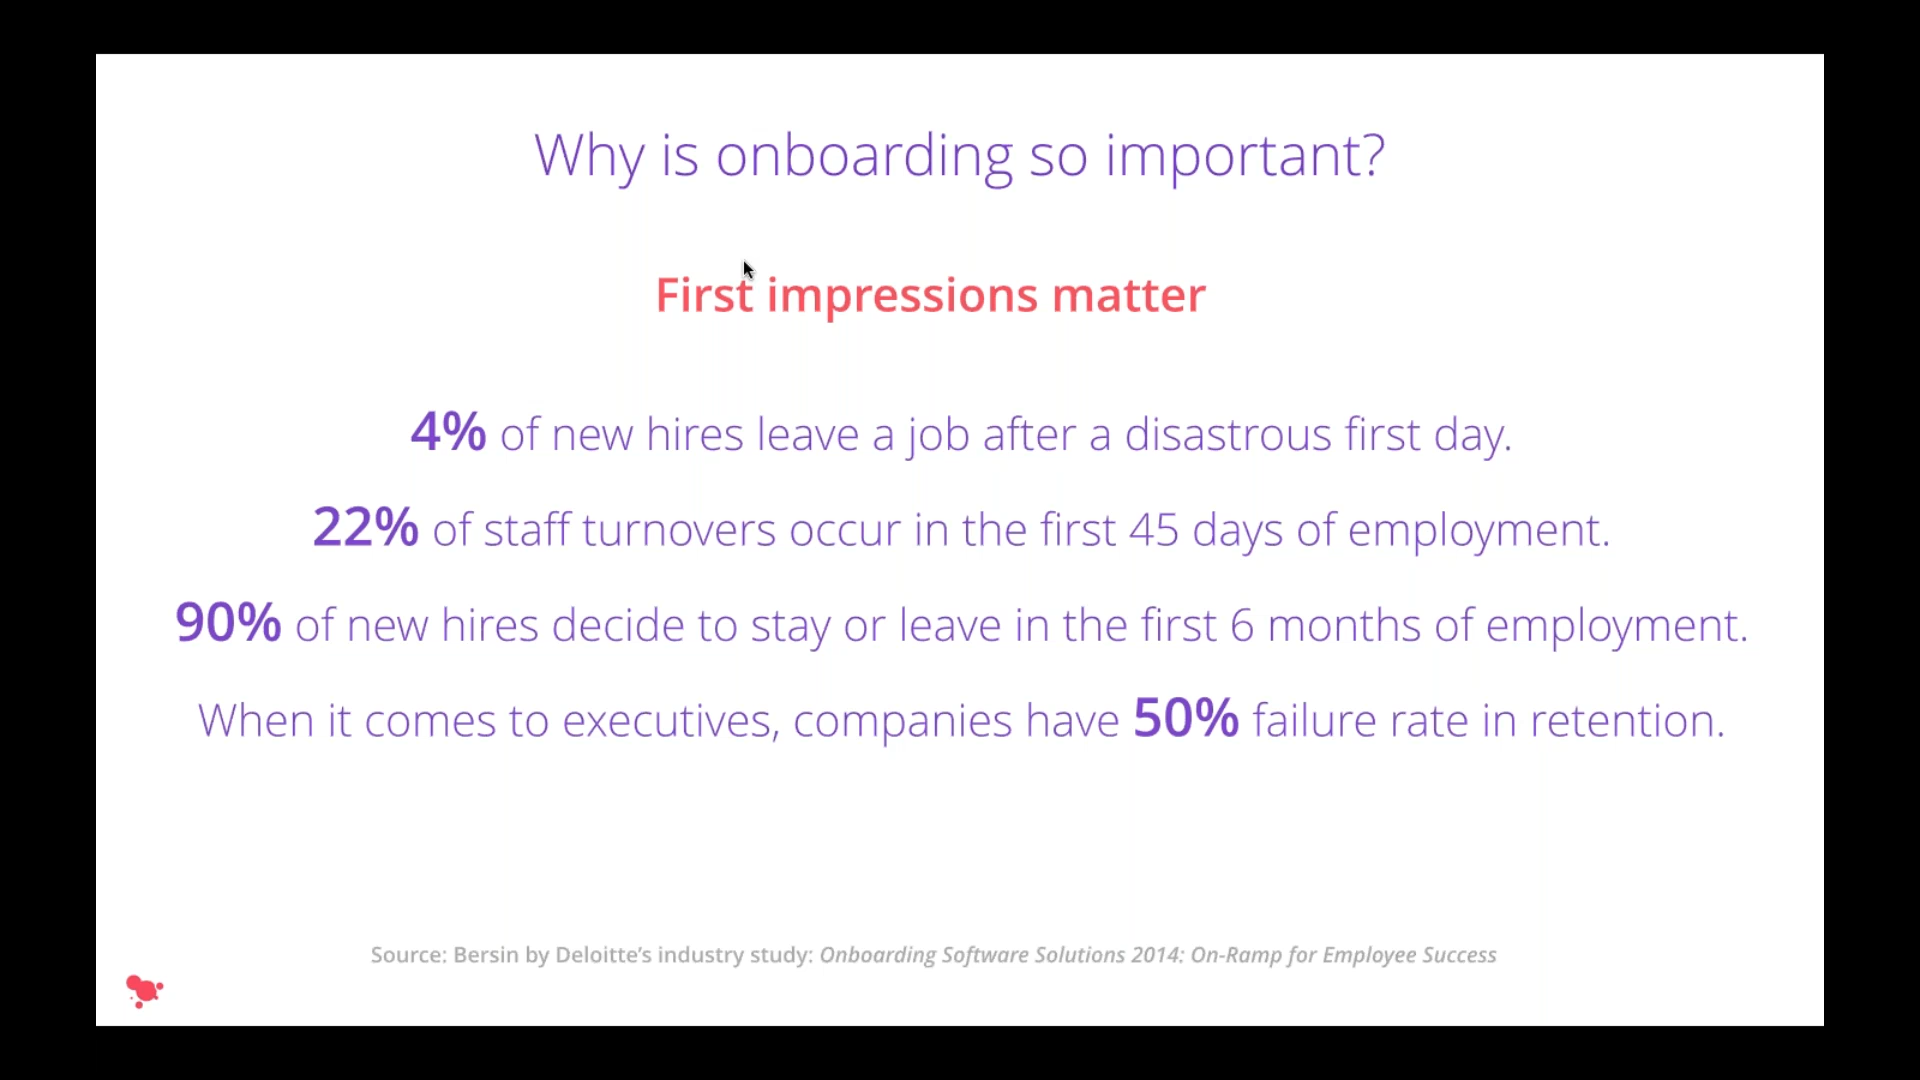 Why is onboarding so important?
First impressions matter
4% of new hires leave a job after a disastrous first day.
22% of staff turnovers occur in the first 45 days of employment.
90% of new hires decide to stay or leave in the first 6 months of employment.
When it comes to executives, companies have 50% failure rate in retention.
Source: Bersin by Deloitte’s industry study: Onboarding Software Solutions 2014: On-Ramp for Employee Success